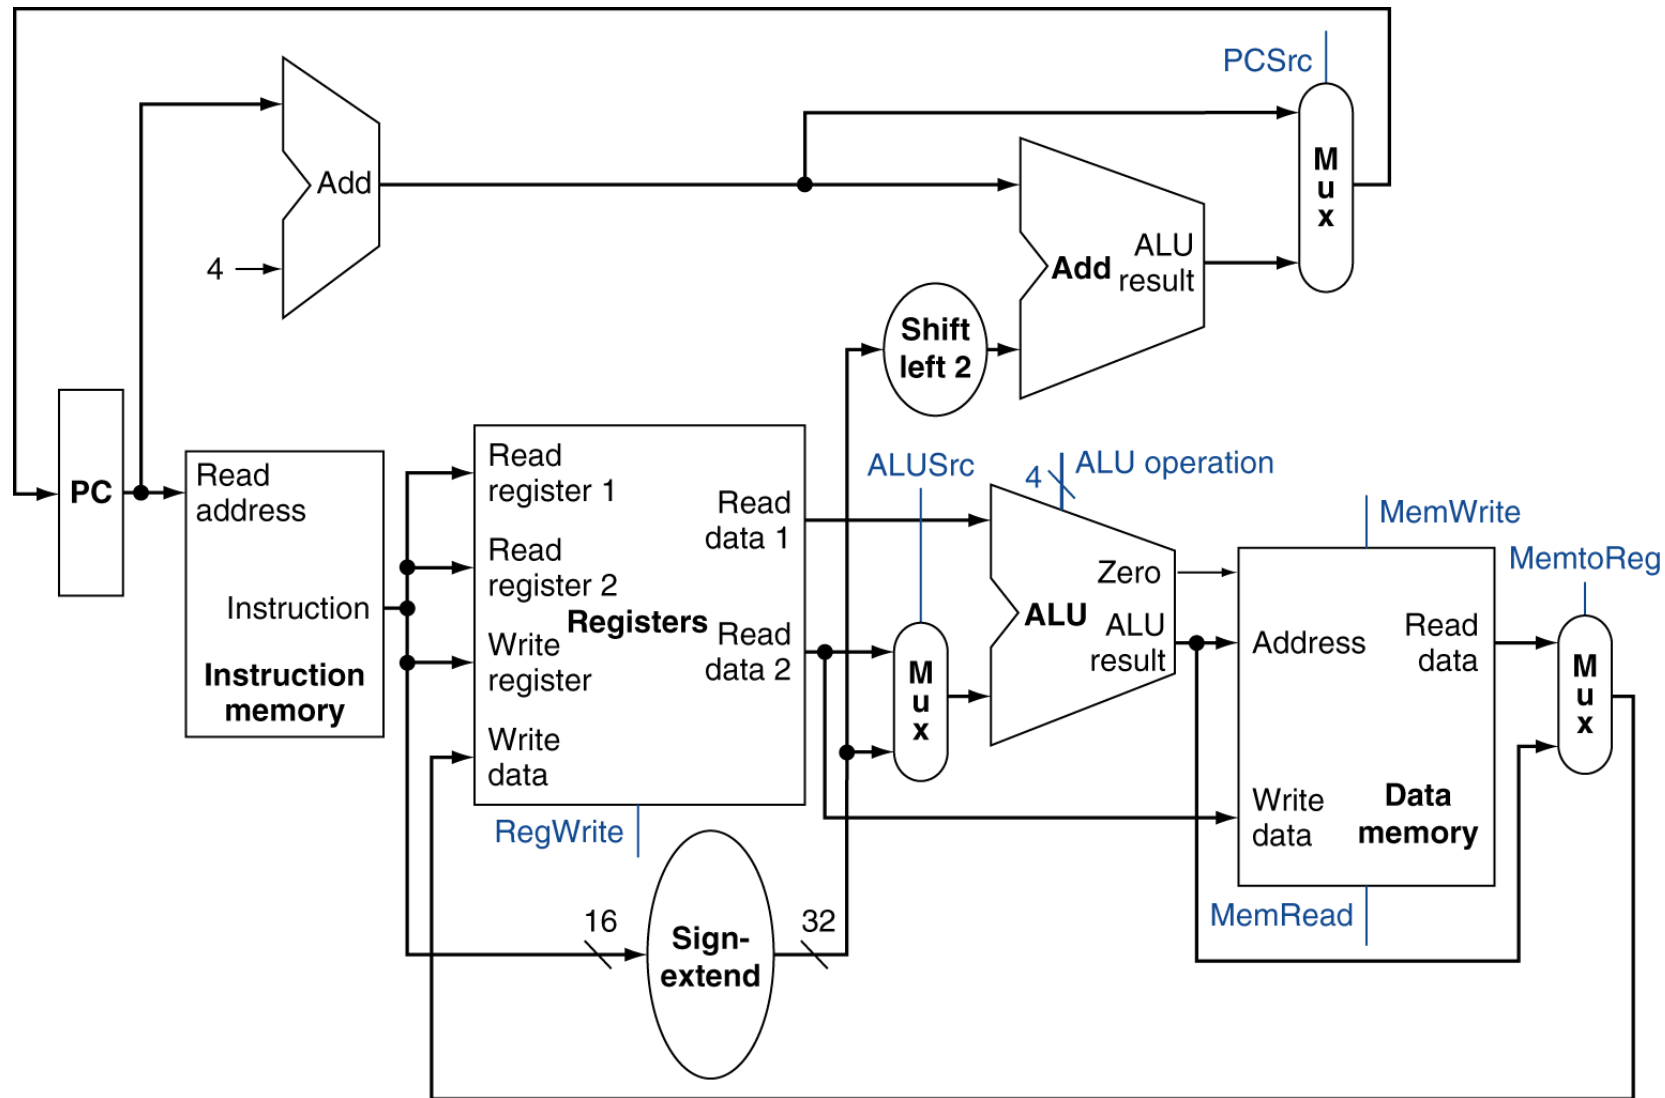 PCSrc
M
u
x
Add
4
Add
ALU
result
Shift
left 2
PC
Read
address
Instruction
Instruction
memory
Read
register 1
Read
register 2
Write
register
Write
data
Registers
Read
data 1
Read
data 2
RegWrite
16
Sign-
extend
32
ALUSrc
M
u
x
4
ALU operation
Zero
ALU
ALU
result
MemWrite
Address
Read
data
Write
data
Data
memory
MemRead
MemtoReg
M
u
x